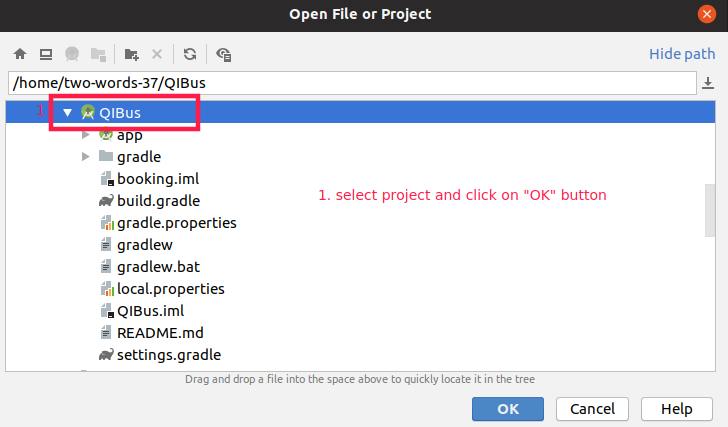 Open File or Project
Hide path
/home/two-words-37/QIBus
1 QIBus
app
gradle
booking.iml
build.gradle
1. select project and click on "OK" button
gradle.properties
gradlew
gradlew.bat
local.properties
QIBus.iml
README.md
settings.gradle
Drag and drop a file into the space above to quickly locate it in the tree
OK Cancel Help